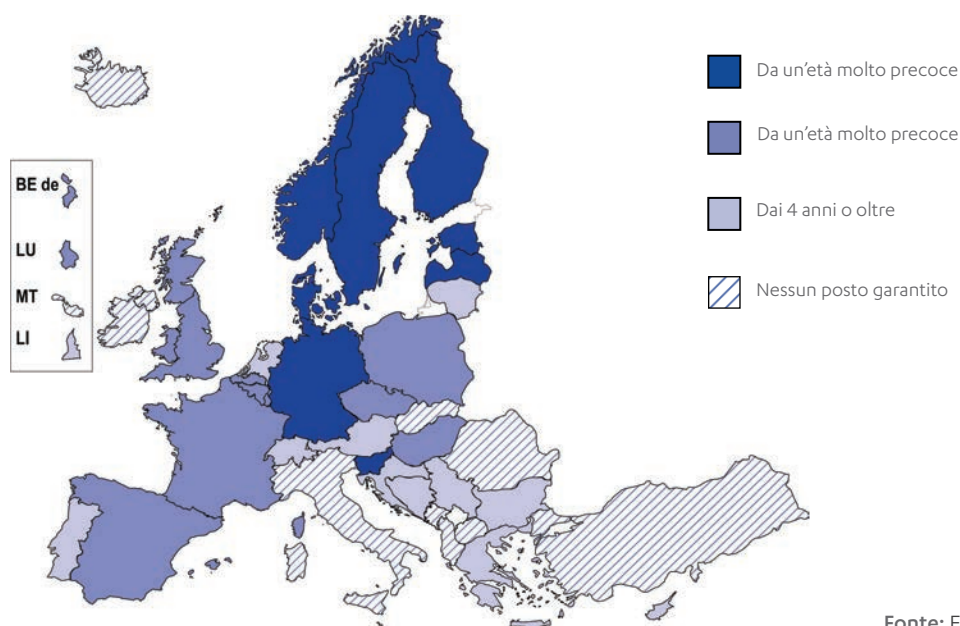 BE de
LU
MT
LI
Da un'età molto precoce
Da un'età molto precoce
Dai 4 anni o oltre
Nessun posto garantito
Fonte: E